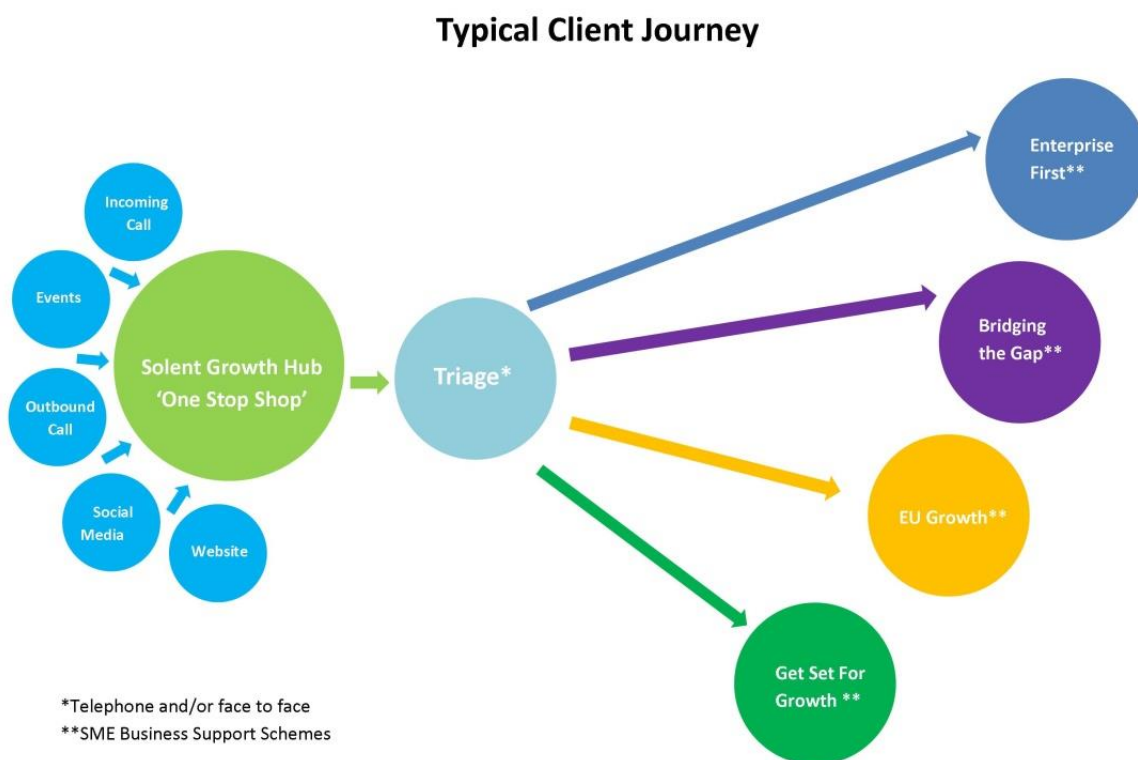 Typical Client Journey
Incoming
Call
Events
Outbound
Call
Social
Media
Website
Solent Growth Hub
‘One Stop Shop’
Triage*
Enterprise
First**
Bridging
the Gap**
EU Growth**
Get Set For
Growth **
*Telephone and/or face to face
**SME Business Support Schemes